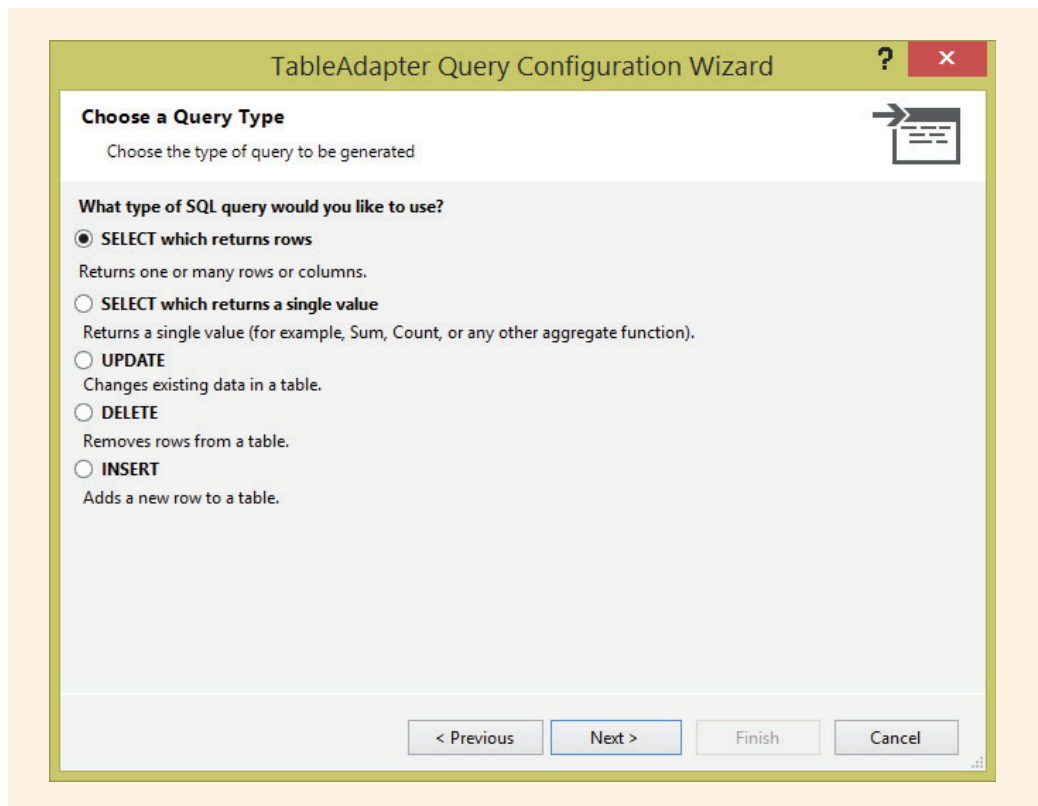 TableAdapter Query Configuration Wizard
?
×
Choose a Query Type
Choose the type of query to be generated
What type of SQL query would you like to use?
SELECT which returns rows
Returns one or many rows or columns.
SELECT which returns a single value
Returns a single value (for example, Sum, Count, or any other aggregate function).
UPDATE
Changes existing data in a table.
DELETE
Removes rows from a table.
INSERT
Adds a new row to a table.
< Previous
Next >
Finish
Cancel